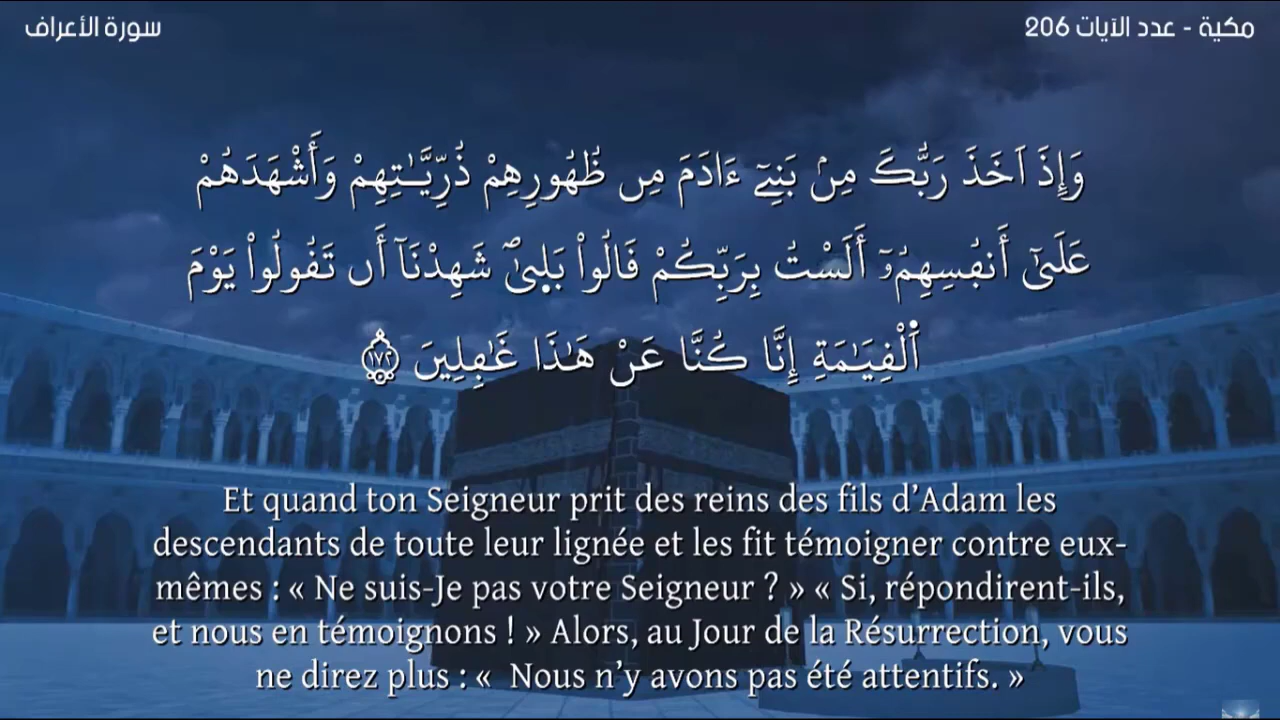 مكية - عدد الآيات 206
سورة الأعراف
وَإِذَ اَخَذَ رَبُّكَ مِنۢ بَنِےٓ ءَادَمَ مِن ظُهُورِهِمْ ذُرِّيَّـٰتِهِمْ وَأَشْهَدَهُمْ
عَلَىٰٓ أَنفُسِهِمُۥٓ أَلَسْتُ بِرَبِّكُمْ قَالُواْ بَلٜىٰۖ شَهِدْنَآ أَن تَقُولُواْ يَوْمَ
اَ۬لْقِيَـٰمَةِ إِنَّا كُنَّا عَنْ هَـٰذَا غَـٰفِلِينَ ١٧٢
Et quand ton Seigneur prit des reins des fils d’Adam les
descendants de toute leur lignée et les fit témoigner contre eux-
mêmes : « Ne suis-Je pas votre Seigneur ? » « Si, répondirent-ils,
et nous en témoignons ! » Alors, au Jour de la Résurrection, vous
ne direz plus : « Nous n’y avons pas été attentifs. »